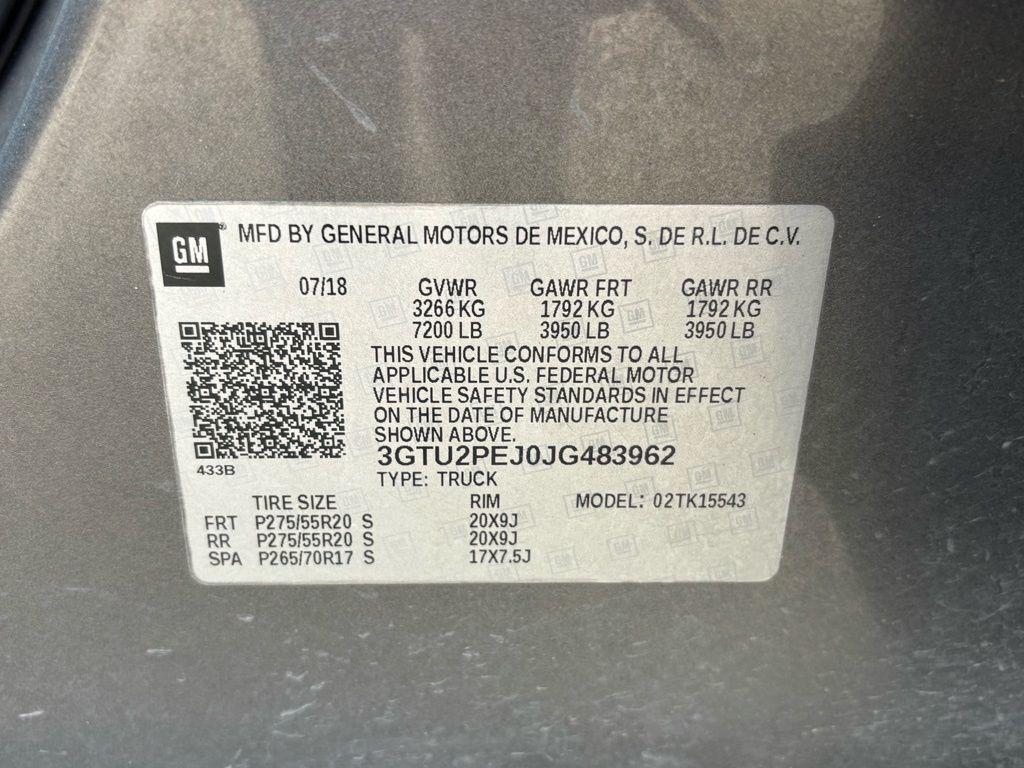 GM MFD BY GENERAL MOTORS DE MEXICO, S. DE R.L. DE C.V.
07/18 GVWR GAWR FRT GAWR RR
3266 KG 1792 KG 1792 KG
7200 LB 3950 LB 3950 LB
THIS VEHICLE CONFORMS TO ALL
APPLICABLE U.S. FEDERAL MOTOR
VEHICLE SAFETY STANDARDS IN EFFECT
ON THE DATE OF MANUFACTURE
SHOWN ABOVE.
3GTU2PEJ0JG483962
433B
TYPE: TRUCK
TIRE SIZE RIM MODEL: 02TK15543
FRT P275/55R20 S 20X9J
RR P275/55R20 S 20X9J
SPA P265/70R17 S 17X7.5J